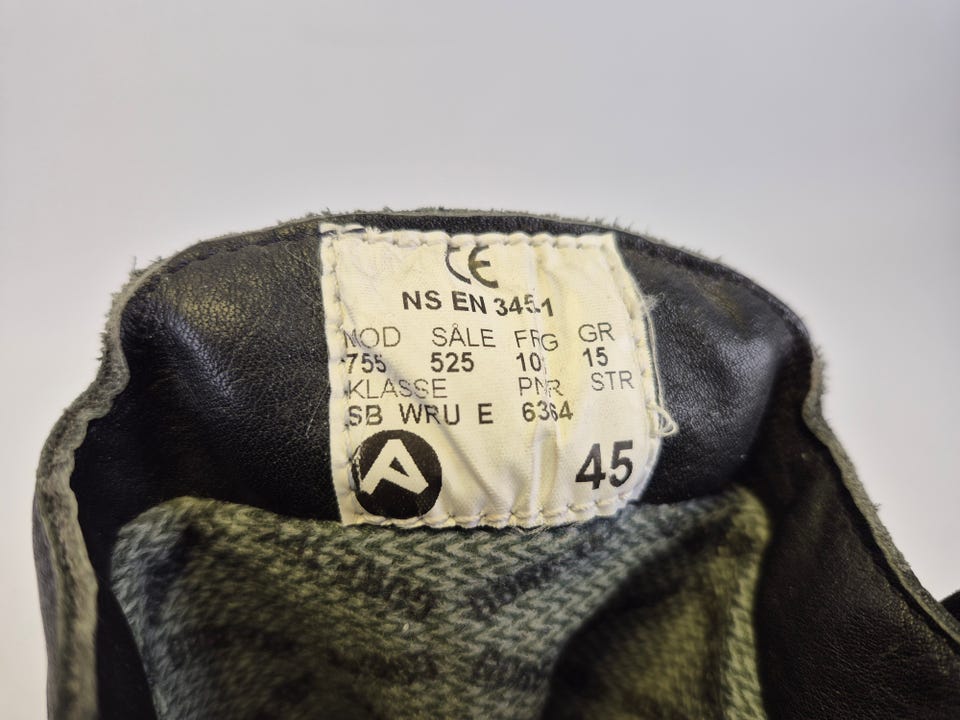 CE
NS EN 345-1
MOD SÅLE FRG GR
755 525 10 15
KLASSE PNR STR
SB WRU E 6364
A 45